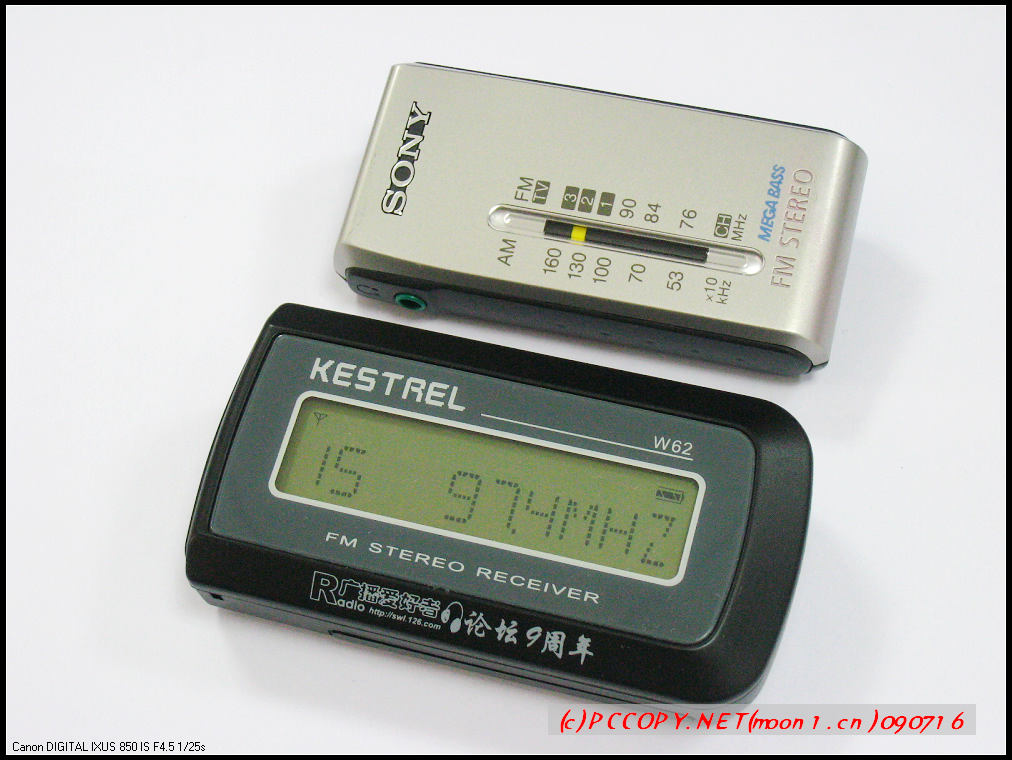 SONY
FM
TV 3 2 1 90 84 76 CH MHz
AM 160 130 100 70 53 ×10 kHz
MEGA BASS
FM STEREO
KESTREL
W62
15 97.4MHZ
FM STEREO RECEIVER
Radio 广播爱好者
http://swl.126.com
论坛9周年
(c)PCCOPY.NET(moon1.cn)090716
Canon DIGITAL IXUS 850 IS F4.5 1/25s